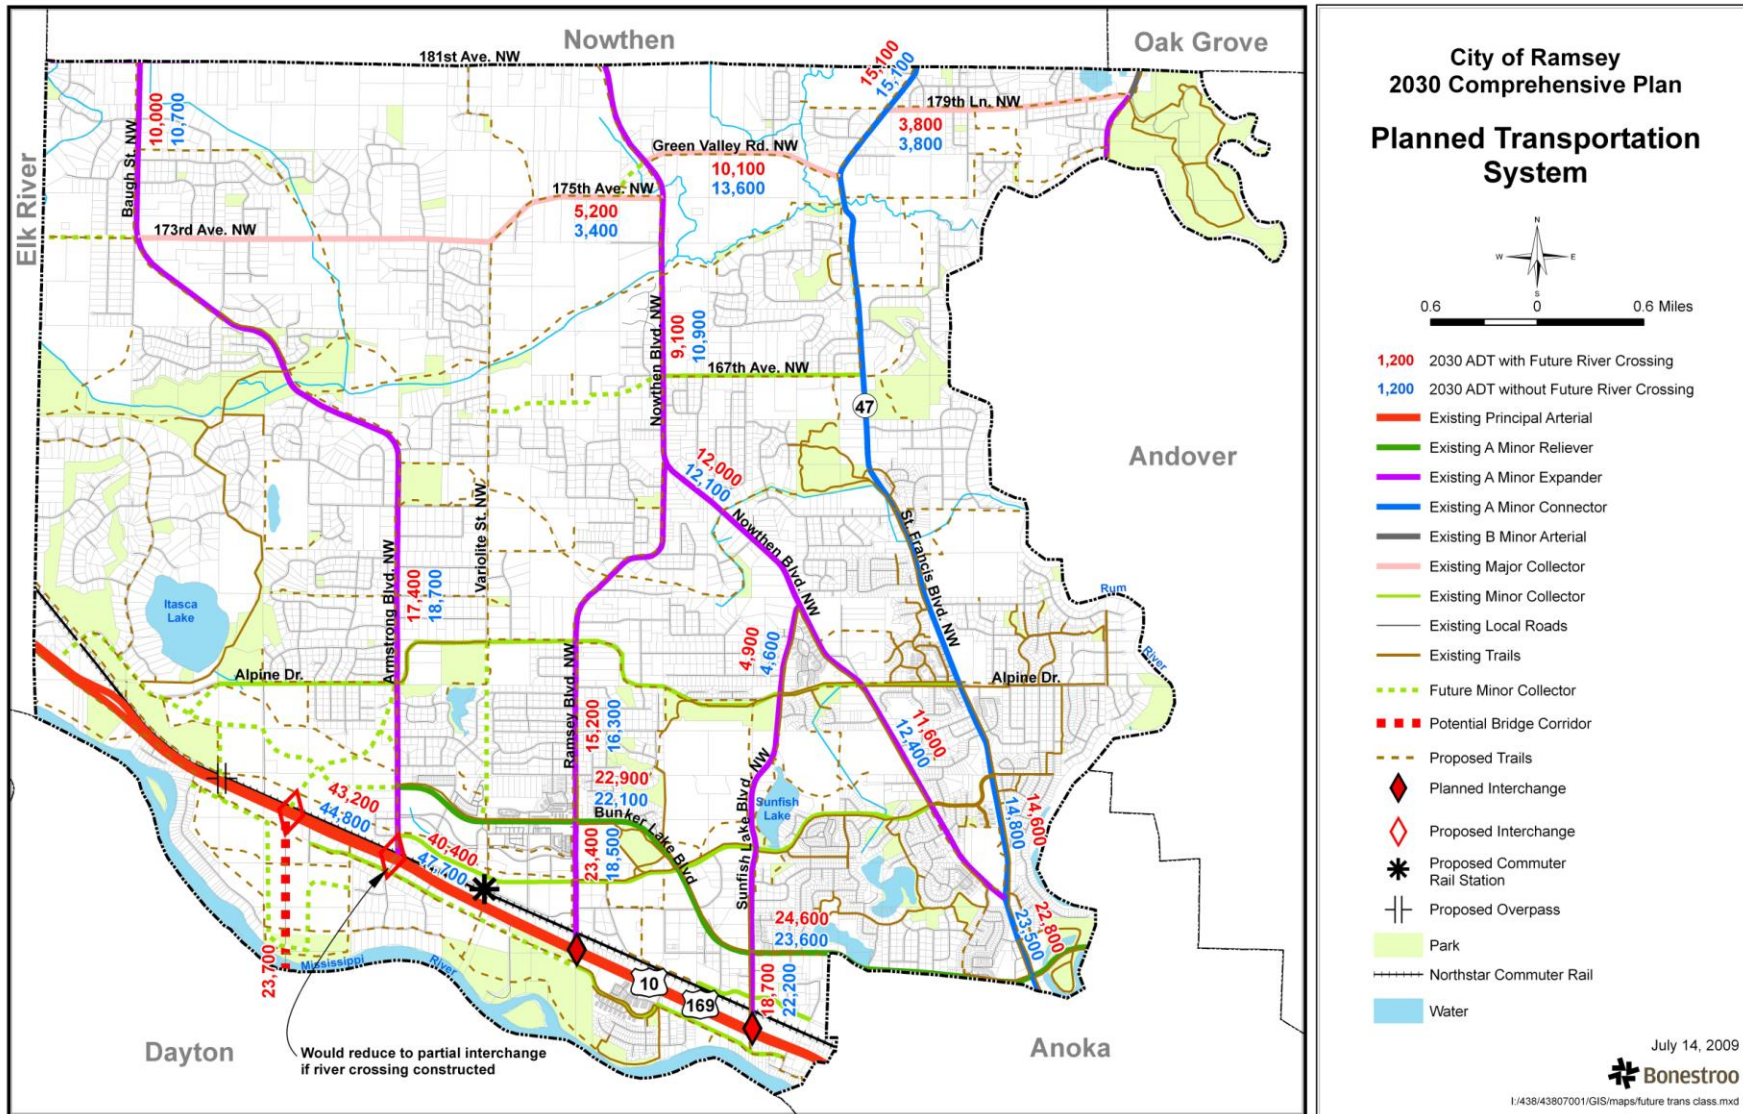 Nowthen
Oak Grove
181st Ave. NW
15,100
15,100
179th Ln. NW
3,800
3,800
10,000
10,700
Baugh St. NW
Green Valley Rd. NW
10,100
13,600
175th Ave. NW
5,200
3,400
Elk River
173rd Ave. NW
Nowthen Blvd. NW
9,100
10,900
167th Ave. NW
47
Andover
12,000
12,100
Nowthen Blvd. NW
St. Francis Blvd. NW
Variolite St. NW
Armstrong Blvd. NW
17,400
18,700
Itasca
Lake
Rum
River
4,900
4,600
Alpine Dr.
Alpine Dr.
Ramsey Blvd. NW
15,200
16,300
11,600
12,400
22,900
22,100
Bunker Lake Blvd
Sunfish Lake Blvd. NW
Sunfish
Lake
43,200
44,800
14,600
14,800
40,400
47,700
23,400
18,500
24,600
23,600
22,800
23,500
23,700
Mississippi
River
10
169
18,700
22,200
Dayton
Would reduce to partial interchange
if river crossing constructed
Anoka
City of Ramsey
2030 Comprehensive Plan
Planned Transportation
System
N
W
E
S
0.6
0
0.6 Miles
1,200 2030 ADT with Future River Crossing
1,200 2030 ADT without Future River Crossing
Existing Principal Arterial
Existing A Minor Reliever
Existing A Minor Expander
Existing A Minor Connector
Existing B Minor Arterial
Existing Major Collector
Existing Minor Collector
Existing Local Roads
Existing Trails
Future Minor Collector
Potential Bridge Corridor
Proposed Trails
Planned Interchange
Proposed Interchange
Proposed Commuter
Rail Station
Proposed Overpass
Park
Northstar Commuter Rail
Water
July 14, 2009
Bonestroo
I:/438/43807001/GIS/maps/future trans class.mxd